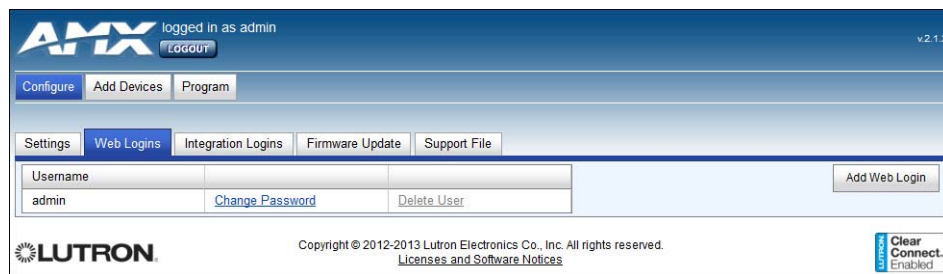 AMX
logged in as admin
LOGOUT
v.2.1.
Configure Add Devices Program
Settings Web Logins Integration Logins Firmware Update Support File
Username
Add Web Login
admin Change Password Delete User
LUTRON.
Copyright © 2012-2013 Lutron Electronics Co., Inc. All rights reserved.
Licenses and Software Notices
LUTRON
Clear
Connect.
Enabled